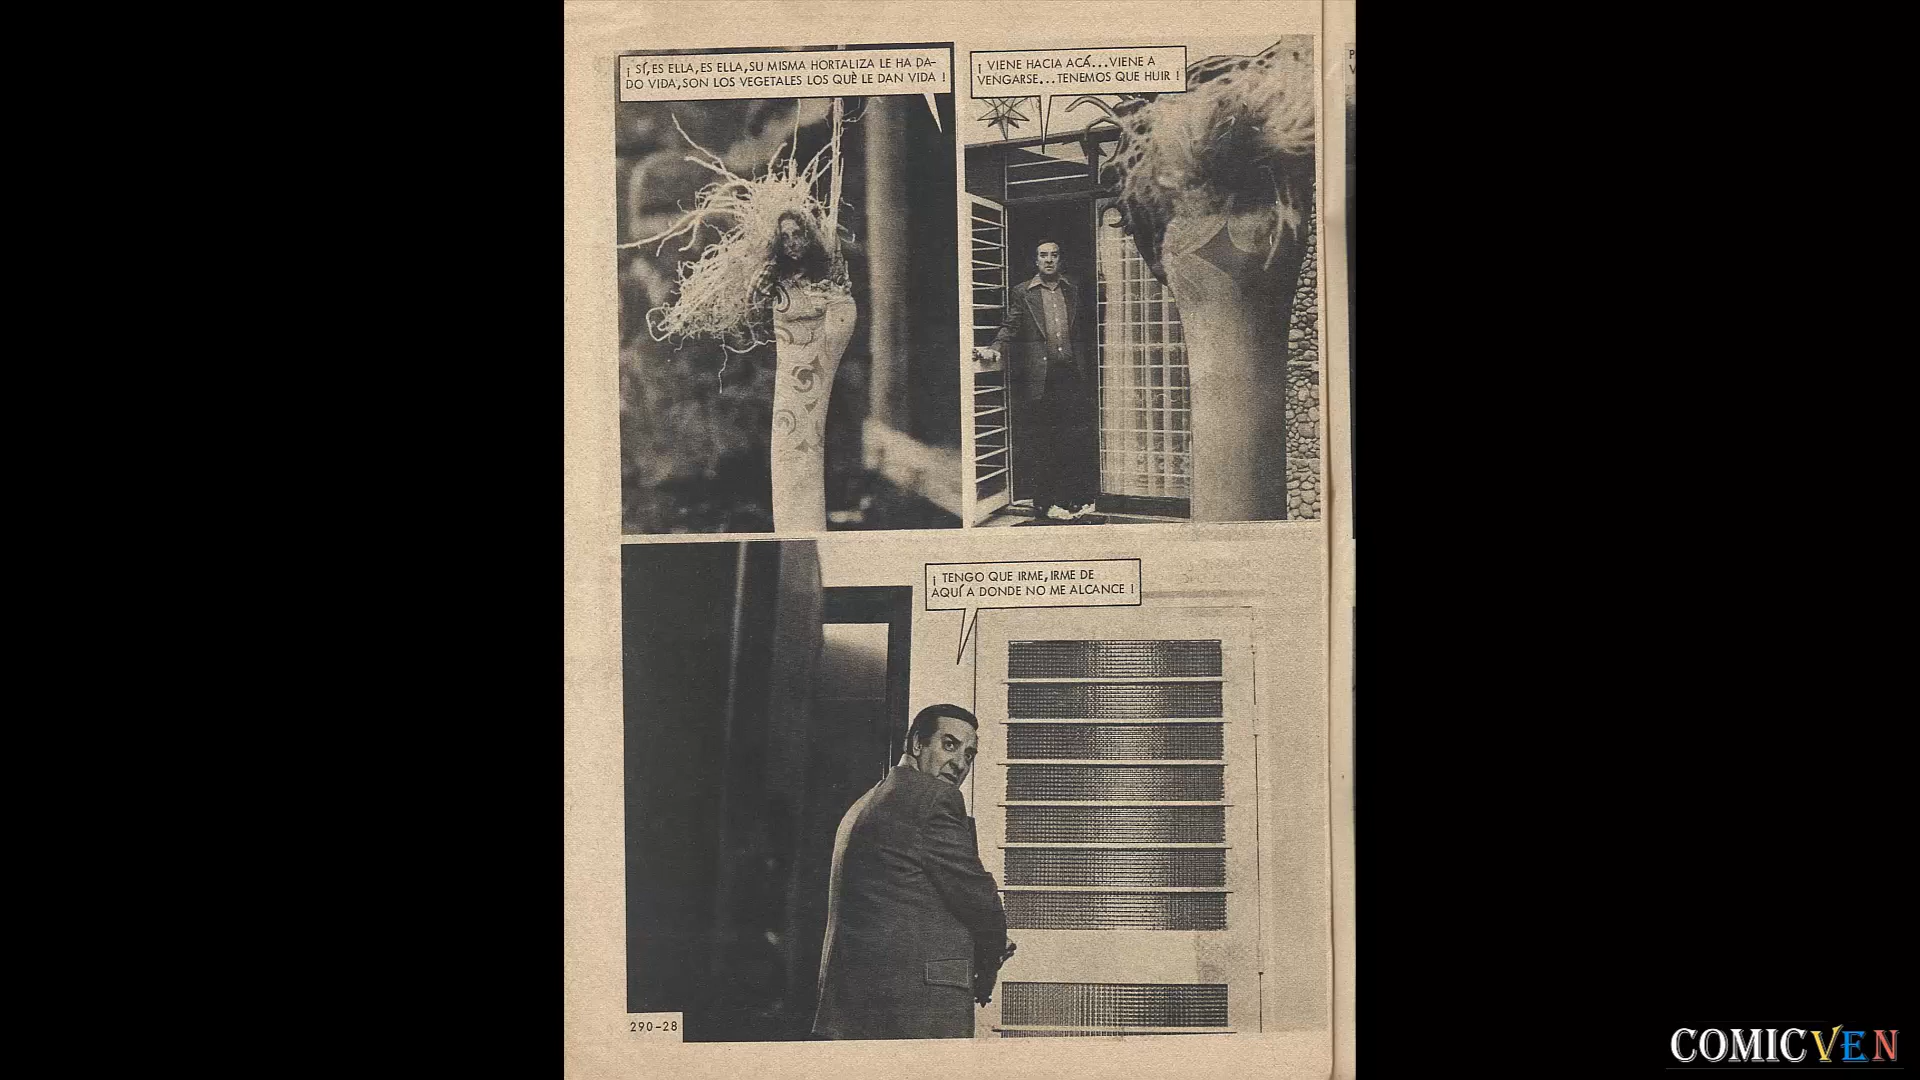 ¡ SÍ, ES ELLA, ES ELLA, SU MISMA HORTALIZA LE HA DA-
DO VIDA, SON LOS VEGETALES LOS QUÈ LE DAN VIDA !
¡ VIENE HACIA ACÁ...VIENE A
VENGARSE...TENEMOS QUE HUIR !
¡ TENGO QUE IRME, IRME DE
AQUÍ A DONDE NO ME ALCANCE !
290-28
COMICVEN